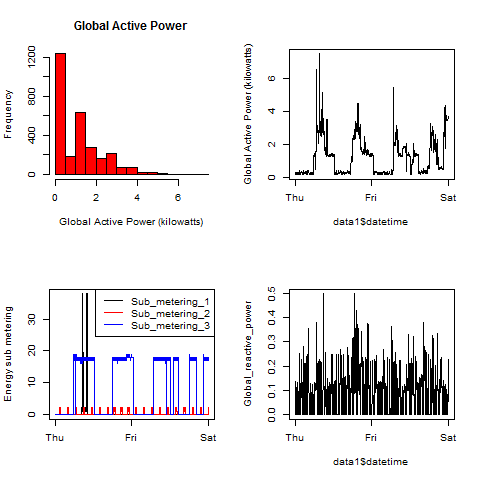 Global Active Power
Frequency
0 400 800 1200
0 2 4 6
Global Active Power (kilowatts)
Global Active Power (kilowatts)
0 2 4 6
Thu Fri Sat
data1$datetime
Energy sub metering
0 10 20 30
Sub_metering_1
Sub_metering_2
Sub_metering_3
Thu Fri Sat
Global_reactive_power
0.0 0.1 0.2 0.3 0.4 0.5
Thu Fri Sat
data1$datetime